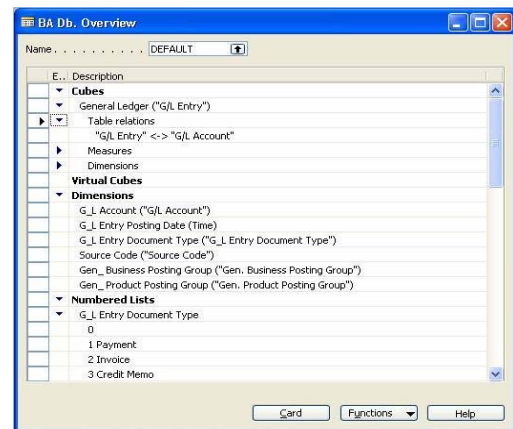 BA Db. Overview
Name . . . . . . . . . . DEFAULT
E.. Description
Cubes
General Ledger ("G/L Entry")
Table relations
"G/L Entry" <-> "G/L Account"
Measures
Dimensions
Virtual Cubes
Dimensions
G_L Account ("G/L Account")
G_L Entry Posting Date (Time)
G_L Entry Document Type ("G_L Entry Document Type")
Source Code ("Source Code")
Gen_ Business Posting Group ("Gen. Business Posting Group")
Gen_ Product Posting Group ("Gen. Product Posting Group")
Numbered Lists
G_L Entry Document Type
0
1 Payment
2 Invoice
3 Credit Memo
Card Functions Help